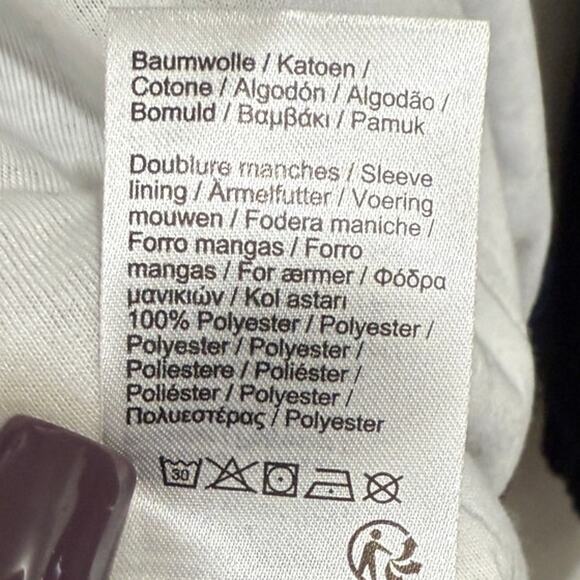 Baumwolle / Katoen /
Cotone / Algodón / Algodão /
Bomuld / Βαμβάκι / Pamuk
Doublure manches / Sleeve
lining / Ärmelfutter / Voering
mouwen / Fodera maniche /
Forro mangas / Forro
mangas / For ærmer / Φόδρα
μανικιών / Kol astarı
100% Polyester / Polyester /
Polyester / Polyester /
Poliestere / Poliéster /
Poliéster / Polyester /
Πολυεστέρας / Polyester
30